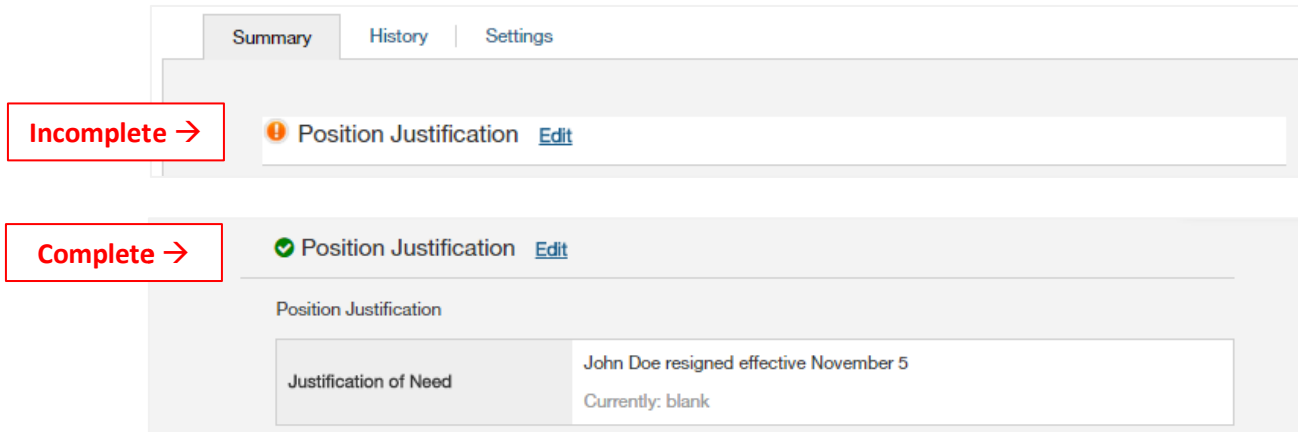 Summary History Settings
Incomplete →
Position Justification Edit
Complete →
Position Justification Edit
Position Justification
Justification of Need
John Doe resigned effective November 5
Currently: blank